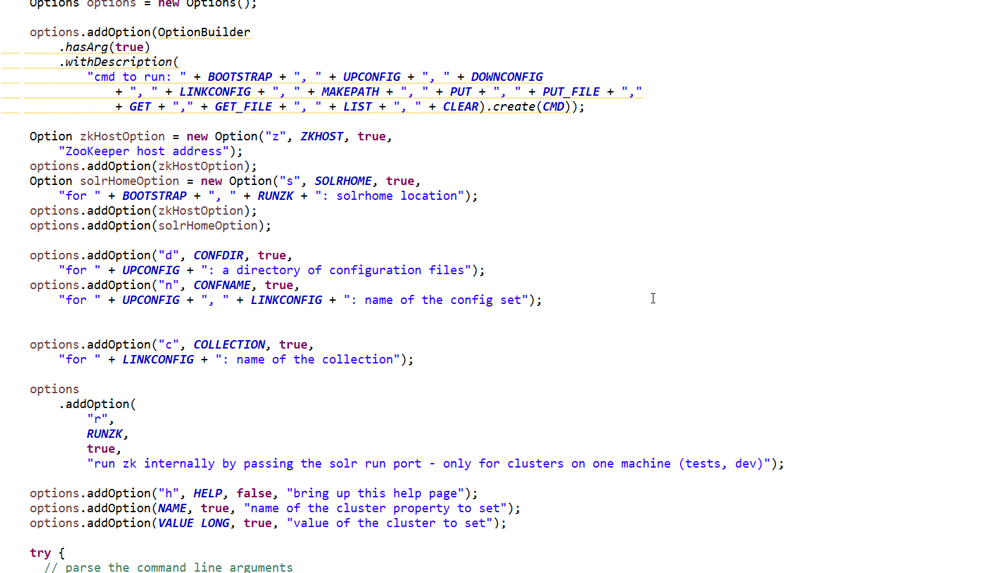 Options options = new Options();
options.addOption(OptionBuilder
.hasArg(true)
.withDescription(
"cmd to run: " + BOOTSTRAP + ", " + UPCONFIG + ", " + DOWNCONFIG
+ ", " + LINKCONFIG + ", " + MAKEPATH + ", " + PUT + ", " + PUT_FILE + ","
+ GET + "," + GET_FILE + ", " + LIST + ", " + CLEAR).create(CMD));
Option zkHostOption = new Option("z", ZKHOST, true,
"ZooKeeper host address");
options.addOption(zkHostOption);
Option solrHomeOption = new Option("s", SOLRHOME, true,
"for " + BOOTSTRAP + ", " + RUNZK + ": solrhome location");
options.addOption(zkHostOption);
options.addOption(solrHomeOption);
options.addOption("d", CONFDIR, true,
"for " + UPCONFIG + ": a directory of configuration files");
options.addOption("n", CONFNAME, true,
"for " + UPCONFIG + ", " + LINKCONFIG + ": name of the config set");
options.addOption("c", COLLECTION, true,
"for " + LINKCONFIG + ": name of the collection");
options
.addOption(
"r",
RUNZK,
true,
"run zk internally by passing the solr run port - only for clusters on one machine (tests, dev)");
options.addOption("h", HELP, false, "bring up this help page");
options.addOption(NAME, true, "name of the cluster property to set");
options.addOption(VALUE_LONG, true, "value of the cluster to set");
try {
// parse the command line arguments